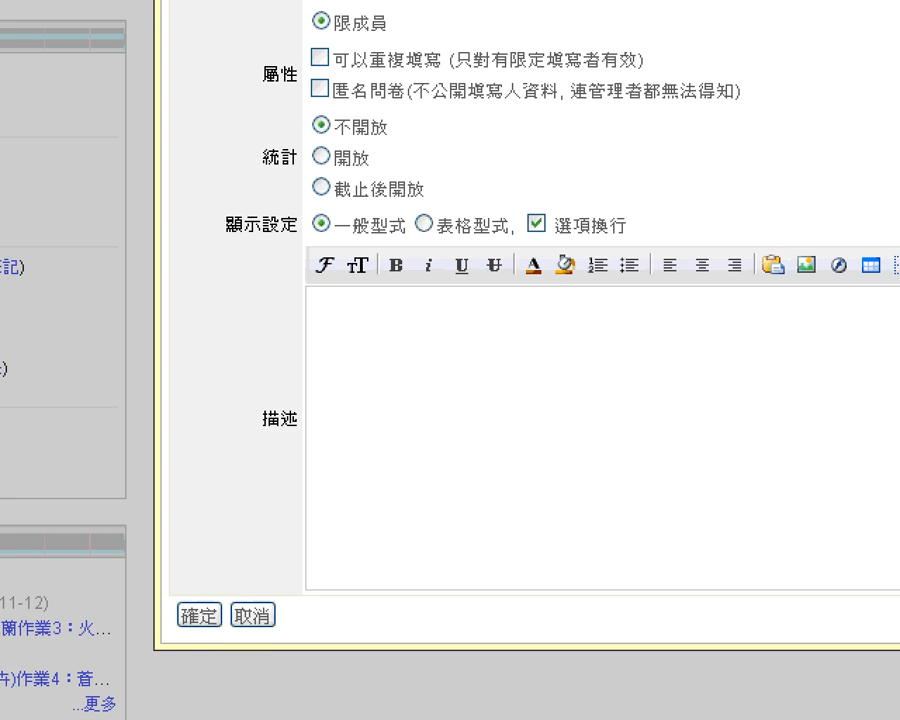 限成員
屬性
可以重複填寫 (只對有限定填寫者有效)
匿名問卷(不公開填寫人資料, 連管理者都無法得知)
統計
不開放
開放
截止後開放
顯示設定 一般型式 表格型式, 選項換行
F TT B i U U A
描述
確定 取消
記)
)
11-12)
蘭作業3：火...
卉)作業4：蒼...
...更多